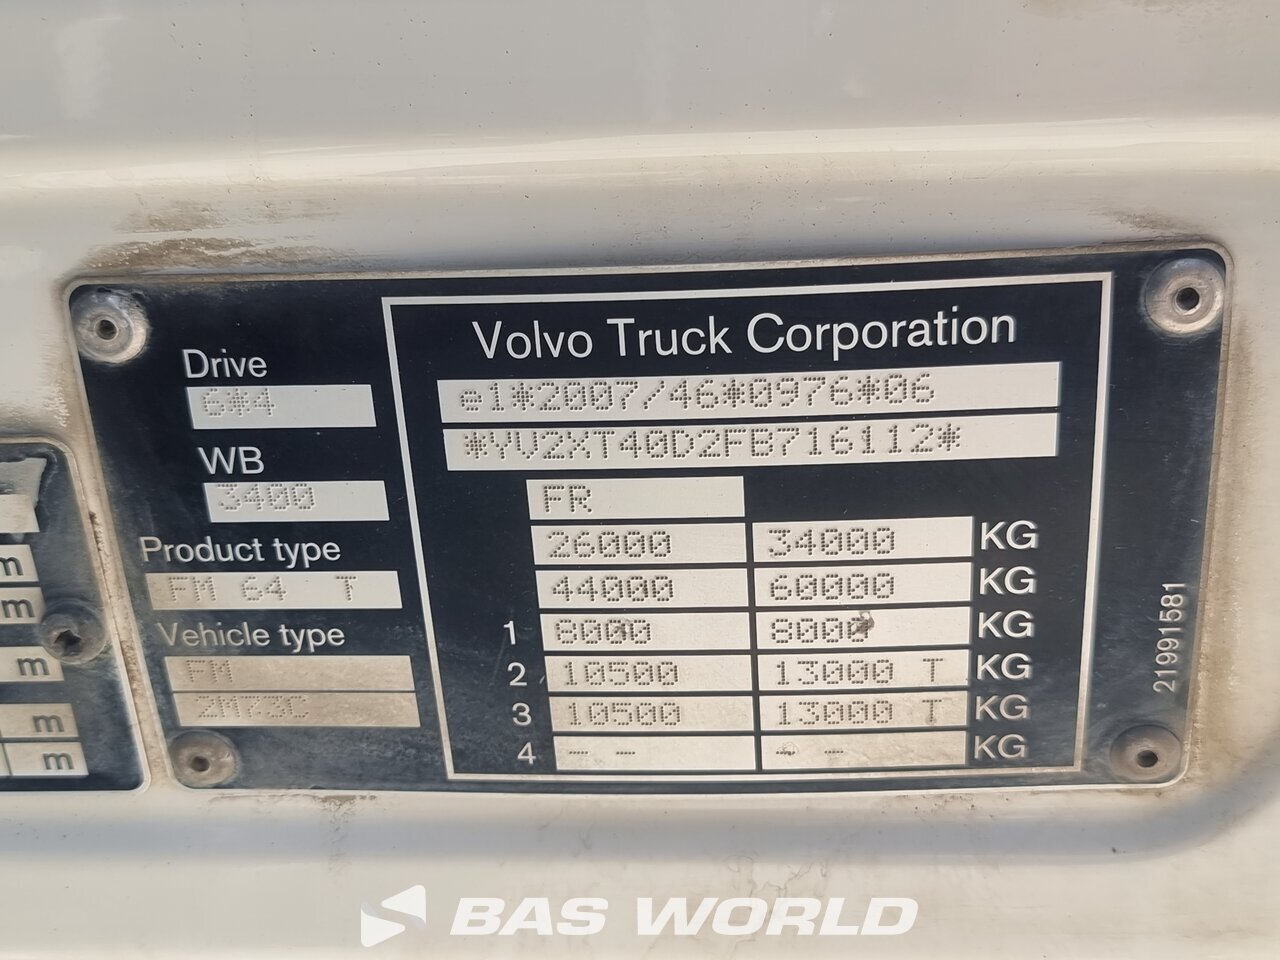 Volvo Truck Corporation
Drive
6*4
e1*2007/46*0976*06
WB
*YV2XT40D2FB716112*
3400
FR
26000 34000 KG
Product type
44000 60000 KG
FM 64 T
1 8000 8000 KG
Vehicle type
2 10500 13000 T KG
FM
3 10500 13000 T KG
ZMZ3C
4 -- -- KG
21991581
m
m
m
m
m
BAS WORLD